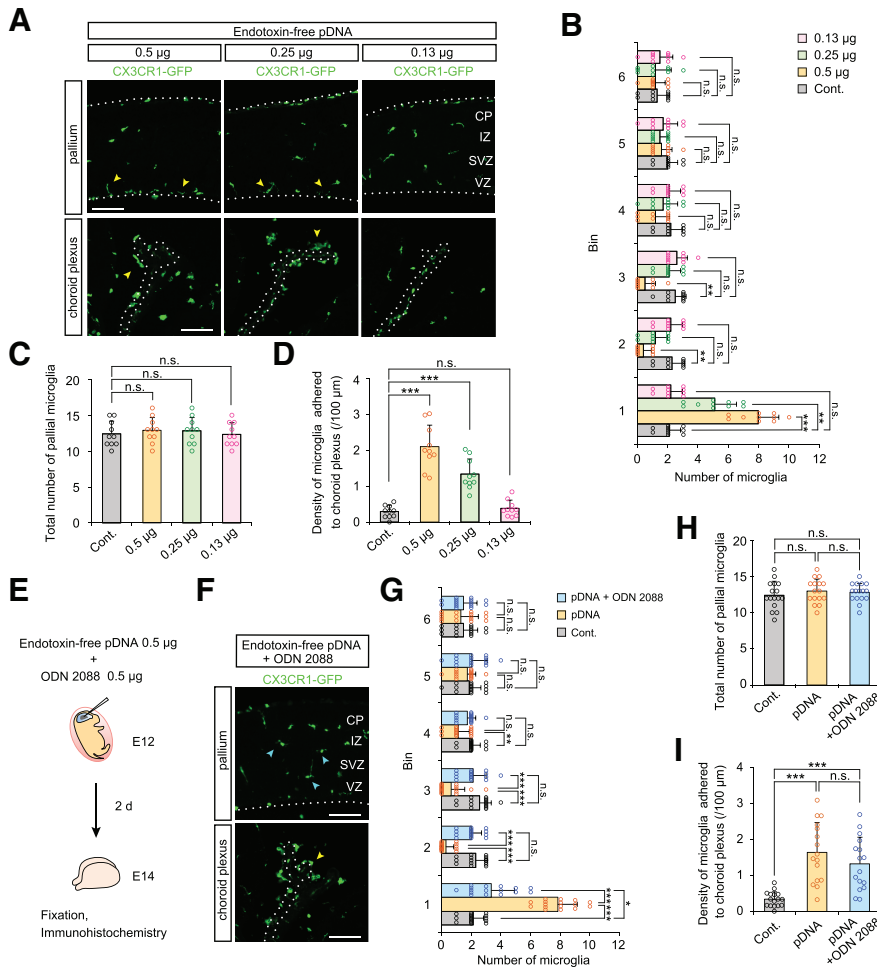 A
Endotoxin-free pDNA
0.5 µg
0.25 µg
0.13 µg
CX3CR1-GFP
CX3CR1-GFP
CX3CR1-GFP
pallium
CP
IZ
SVZ
VZ
choroid plexus
B
0.13 µg
0.25 µg
0.5 µg
Cont.
Bin
6
n.s.
n.s.
n.s.
5
n.s.
n.s.
n.s.
4
n.s.
n.s.
n.s.
3
**
n.s.
n.s.
2
**
n.s.
n.s.
1
***
**
n.s.
0 2 4 6 8 10 12
Number of microglia
C
Total number of pallial microglia
20
15
10
5
0
n.s.
n.s.
n.s.
Cont.
0.5 µg
0.25 µg
0.13 µg
D
Density of microglia adhered
to choroid plexus (/100 µm)
4
3
2
1
0
n.s.
***
***
Cont.
0.5 µg
0.25 µg
0.13 µg
E
Endotoxin-free pDNA 0.5 µg
+
ODN 2088 0.5 µg
E12
2 d
E14
Fixation,
Immunohistochemistry
F
Endotoxin-free pDNA
+ ODN 2088
CX3CR1-GFP
pallium
CP
IZ
SVZ
VZ
choroid plexus
G
pDNA + ODN 2088
pDNA
Cont.
Bin
6
n.s.
n.s.
n.s.
5
n.s.
n.s.
n.s.
4
n.s.
**
n.s.
3
***
***
n.s.
2
***
***
n.s.
1
***
***
*
0 2 4 6 8 10 12
Number of microglia
H
Total number of pallial microglia
20
15
10
5
0
n.s.
n.s.
n.s.
Cont.
pDNA
pDNA
+ODN 2088
I
Density of microglia adhered
to choroid plexus (/100 µm)
4
3
2
1
0
***
***
n.s.
Cont.
pDNA
pDNA
+ODN 2088